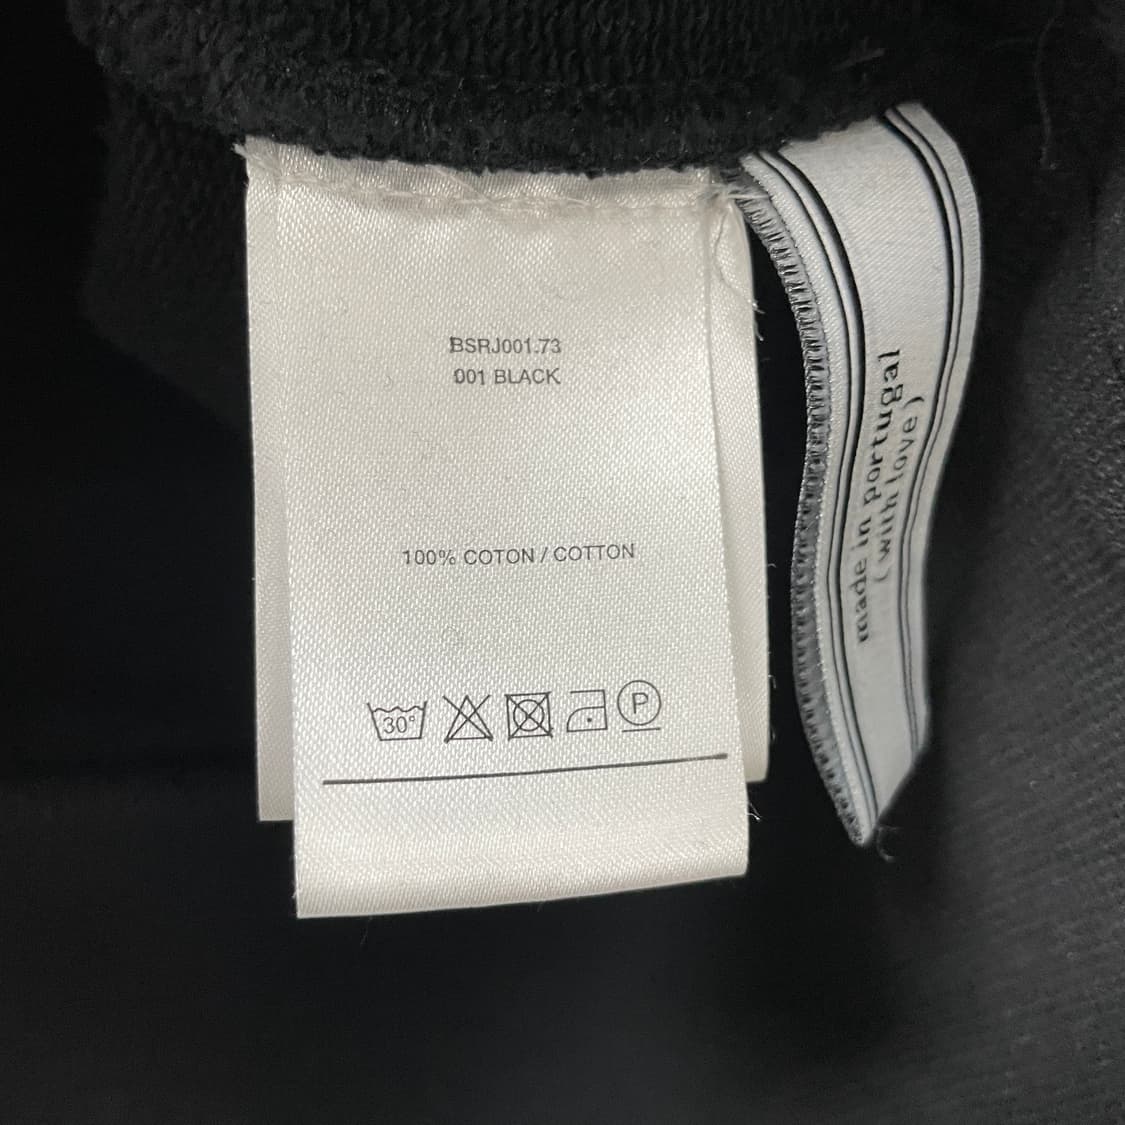 BSRJ001.73
001 BLACK
100% COTON / COTTON
30°
P
made in portugal
(with love)